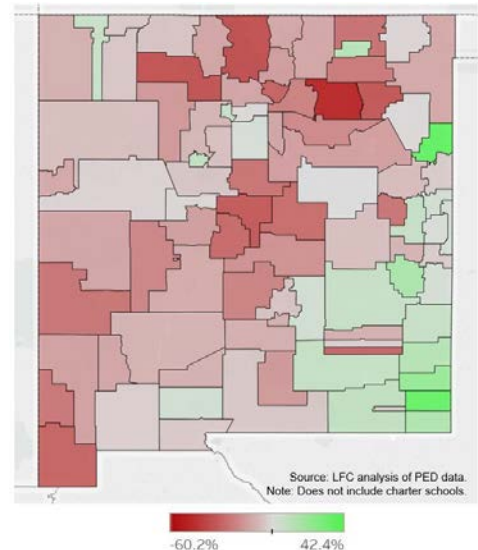 Source: LFC analysis of PED data.
Note: Does not include charter schools.
-60.2%
42.4%